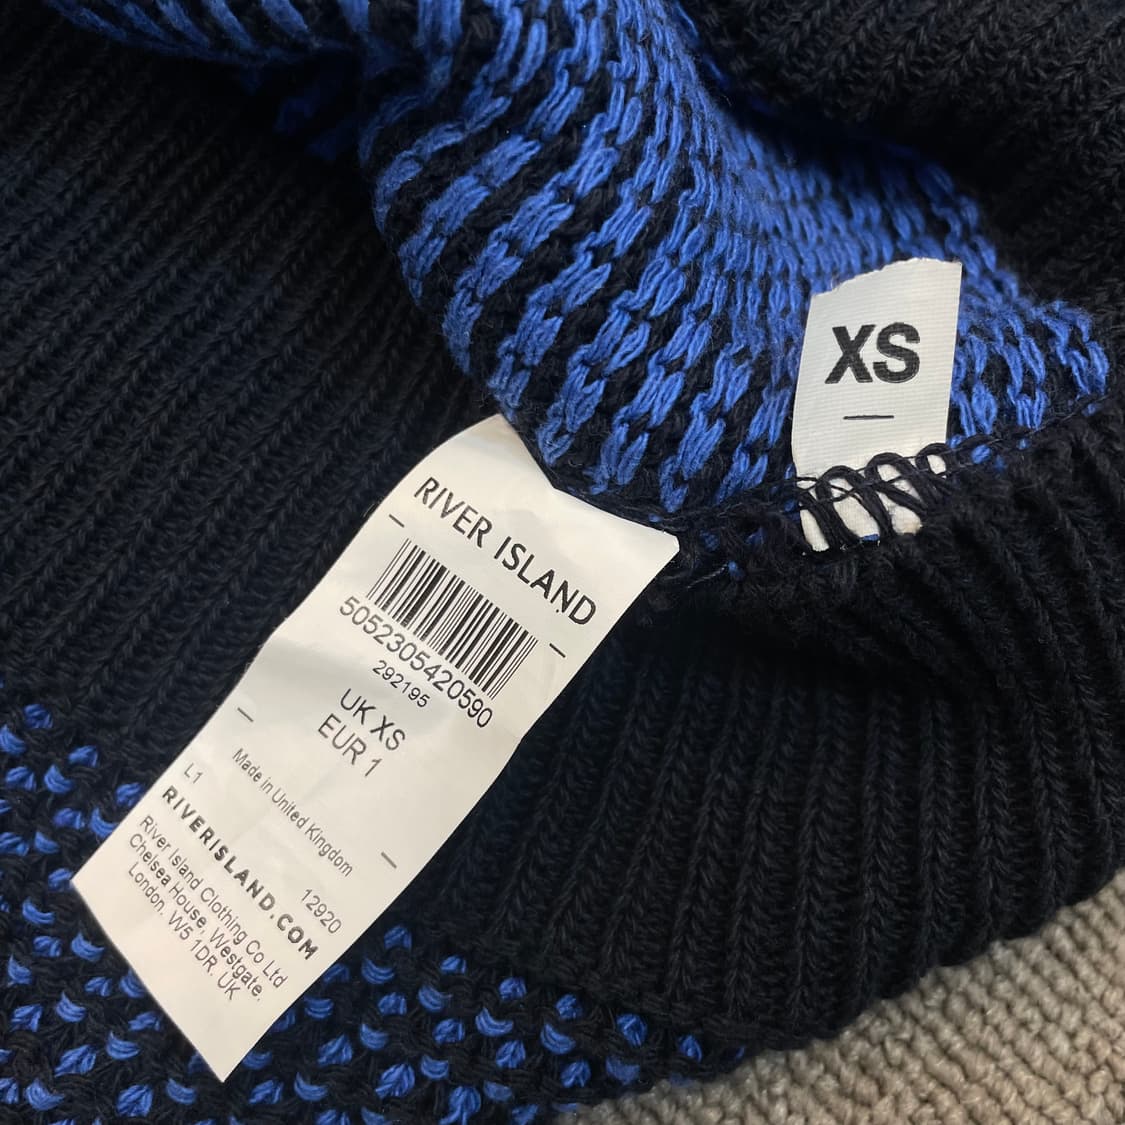 XS
RIVER ISLAND
5052305420590
292195
UK XS
EUR 1
Made in United Kingdom
L1
12920
RIVERISLAND.COM
River Island Clothing Co Ltd
Chelsea House, Westgate,
London. W5 1DR. UK